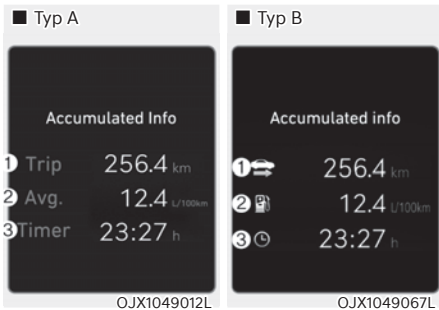 ■ Typ A
Accumulated Info
① Trip 256.4 km
② Avg. 12.4 L/100km
③ Timer 23:27 h
OJX1049012L
■ Typ B
Accumulated info
① 256.4 km
② 12.4 L/100km
③ 23:27 h
OJX1049067L